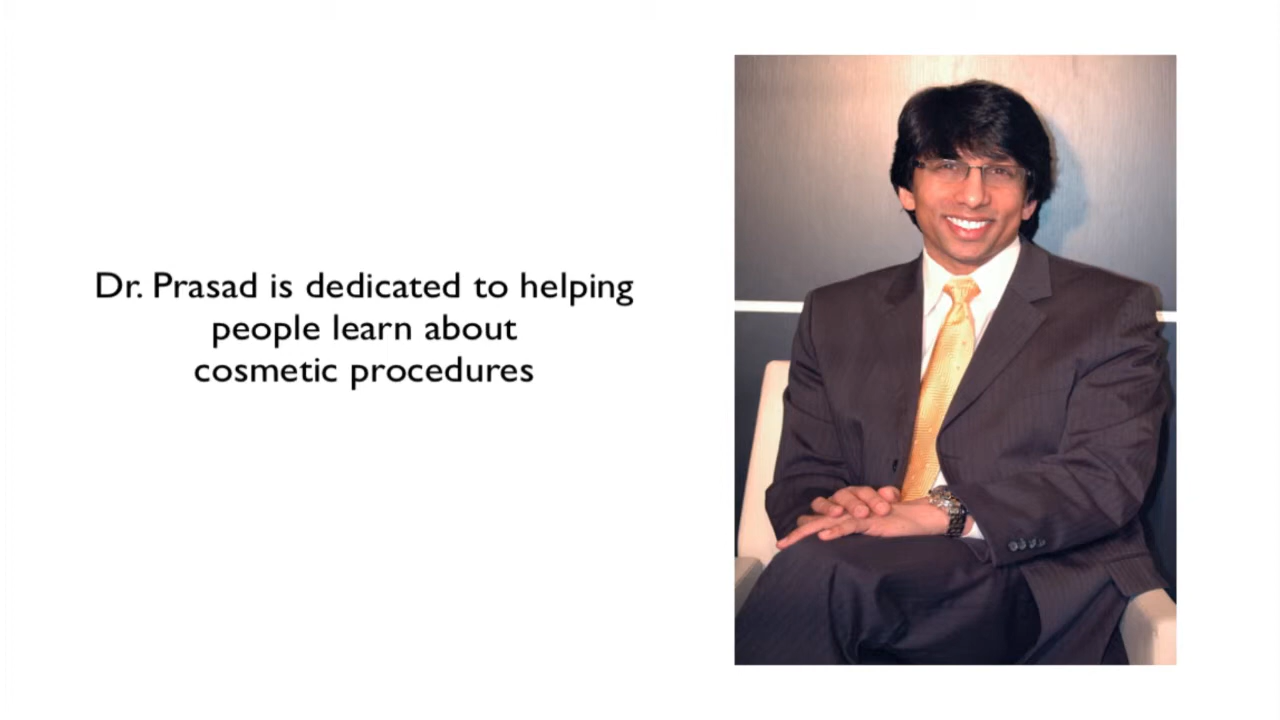 Dr. Prasad is dedicated to helping
people learn about
cosmetic procedures